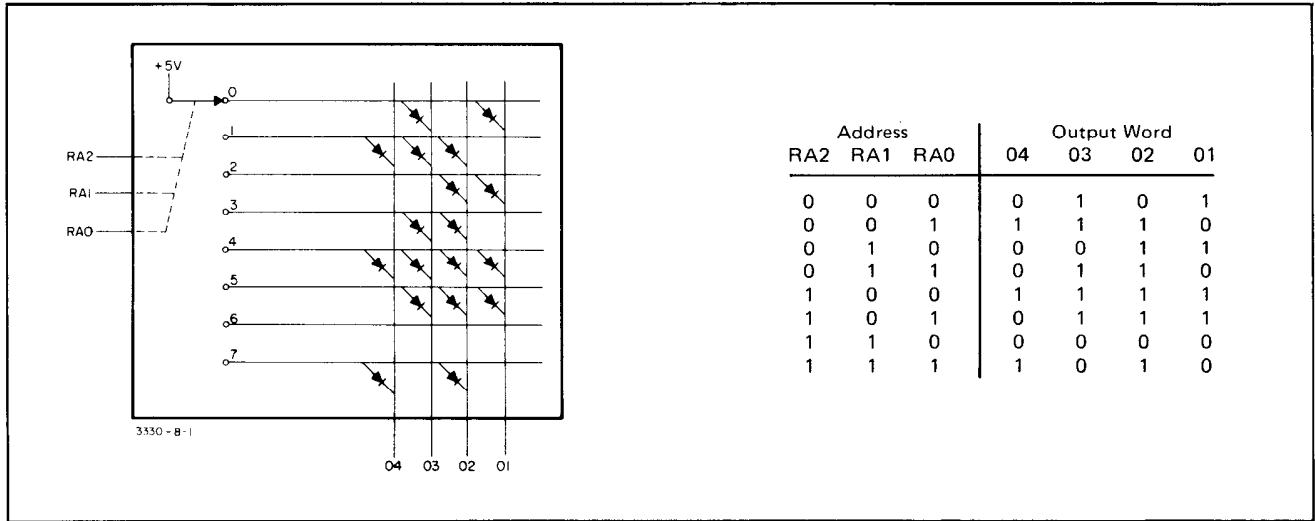 +5V
0
1
RA2
2
RA1
3
RA0
4
5
6
7
3330-8-1
04 03 02 01
Address Output Word
RA2 RA1 RA0 04 03 02 01
0 0 0 0 1 0 1
0 0 1 1 1 1 0
0 1 0 0 0 1 1
0 1 1 0 1 1 0
1 0 0 1 1 1 1
1 0 1 0 1 1 1
1 1 0 0 0 0 0
1 1 1 1 0 1 0